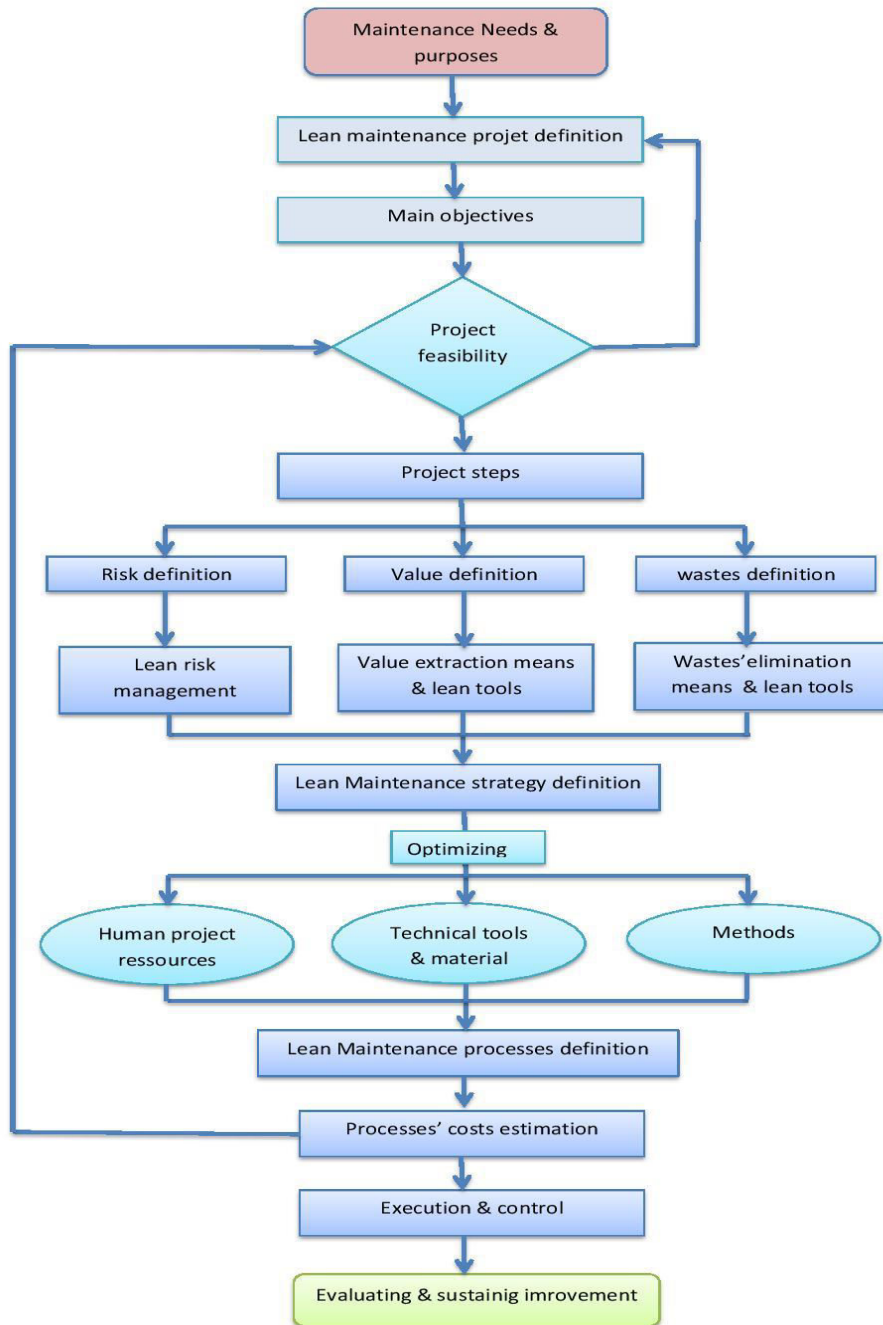 Maintenance Needs &
purposes
Lean maintenance projet definition
Main objectives
Project
feasibility
Project steps
Risk definition
Value definition
wastes definition
Lean risk
management
Value extraction means
& lean tools
Wastes’elimination
means & lean tools
Lean Maintenance strategy definition
Optimizing
Human project
ressources
Technical tools
& material
Methods
Lean Maintenance processes definition
Processes’ costs estimation
Execution & control
Evaluating & sustainig imrovement